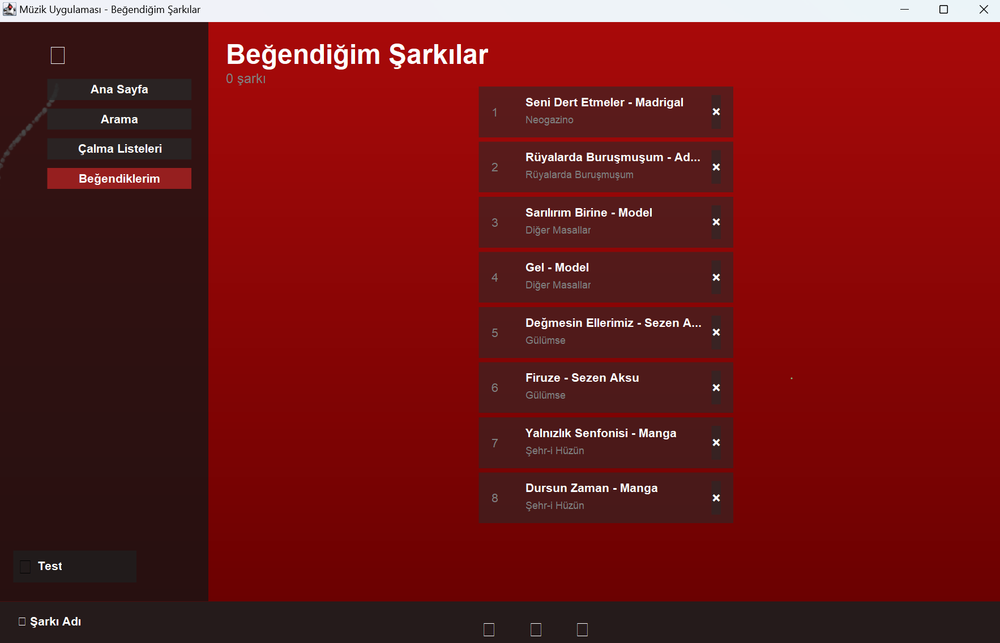 Müzik Uygulaması - Beğendiğim Şarkılar
Ana Sayfa
Arama
Çalma Listeleri
Beğendiklerim
Test
Beğendiğim Şarkılar
0 şarkı
1
Seni Dert Etmeler - Madrigal
Neogazino
×
2
Rüyalarda Buruşmuşum - Ad...
Rüyalarda Buruşmuşum
×
3
Sarılırım Birine - Model
Diğer Masallar
×
4
Gel - Model
Diğer Masallar
×
5
Değmesin Ellerimiz - Sezen A...
Gülümse
×
6
Firuze - Sezen Aksu
Gülümse
×
7
Yalnızlık Senfonisi - Manga
Şehr-i Hüzün
×
8
Dursun Zaman - Manga
Şehr-i Hüzün
×
Şarkı Adı